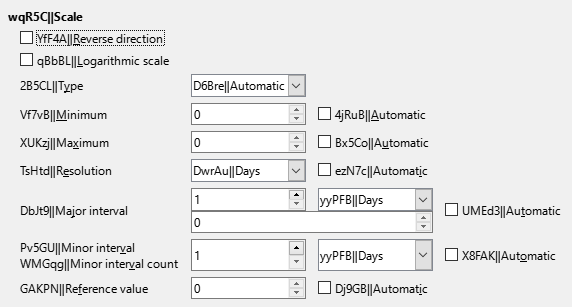 wqR5C||Scale
YfF4A||Reverse direction
qBbBL||Logarithmic scale
2B5CL||Type D6Bre||Automatic
Vf7vB||Minimum 0 4jRuB||Automatic
XUKzj||Maximum 0 Bx5Co||Automatic
TsHtd||Resolution DwrAu||Days ezN7c||Automatic
DbJt9||Major interval 1 yyPFB||Days UMEd3||Automatic
0
Pv5GU||Minor interval 1 yyPFB||Days X8FAK||Automatic
WMGqg||Minor interval count
GAKPN||Reference value 0 Dj9GB||Automatic